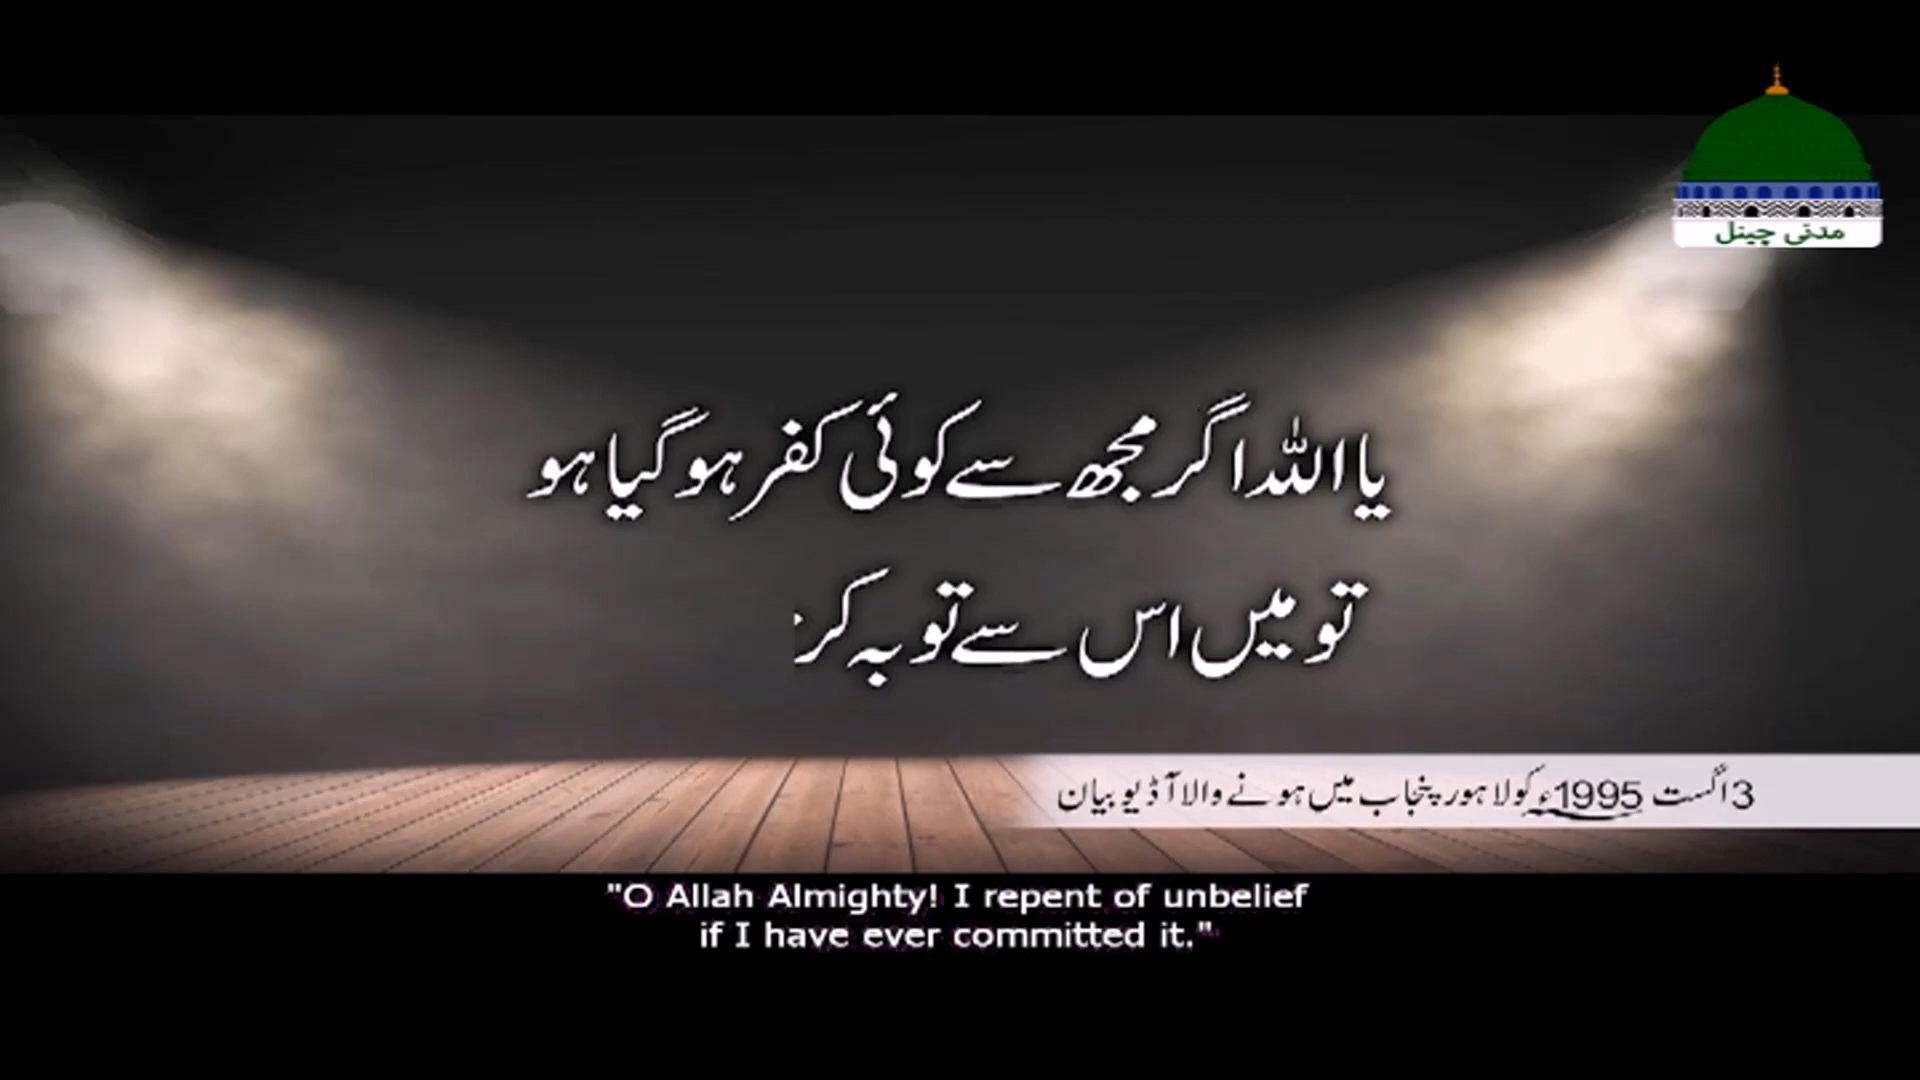 مدنی چینل
یا اللہ اگر مجھ سے کوئی کفر ہو گیا ہو
تو میں اس سے توبہ کر
3 اگست 1995ء کو لاہور پنجاب میں ہونے والا آڈیو بیان
"O Allah Almighty! I repent of unbelief
if I have ever committed it."